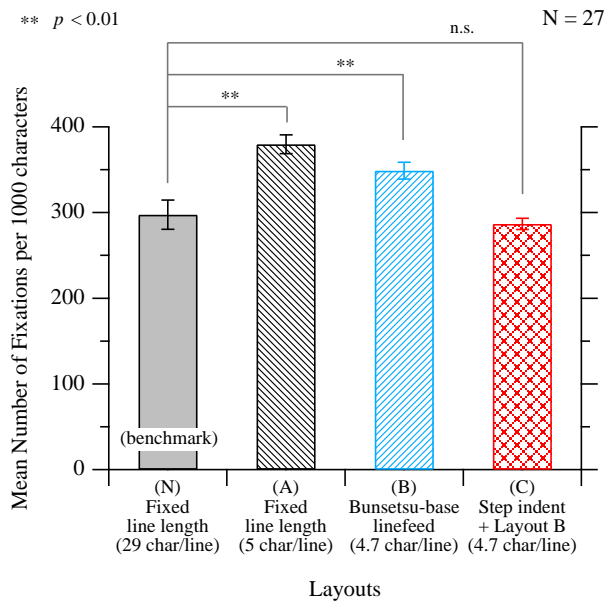 ** p < 0.01
N = 27
n.s.
**
**
Mean Number of Fixations per 1000 characters
400
300
200
100
0
(benchmark)
(N)
Fixed
line length
(29 char/line)
(A)
Fixed
line length
(5 char/line)
(B)
Bunsetsu-base
linefeed
(4.7 char/line)
(C)
Step indent
+ Layout B
(4.7 char/line)
Layouts